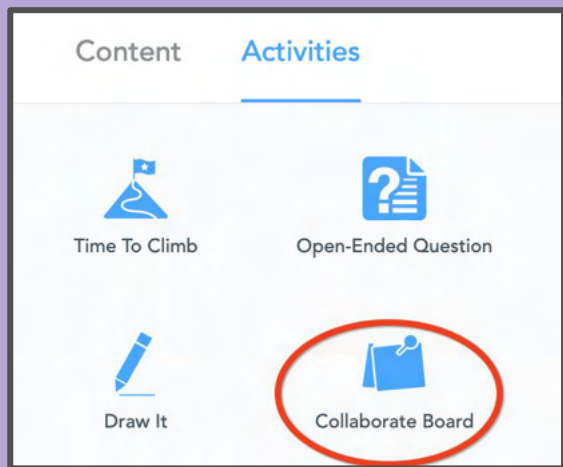 Content Activities
Time To Climb Open-Ended Question
Draw It Collaborate Board